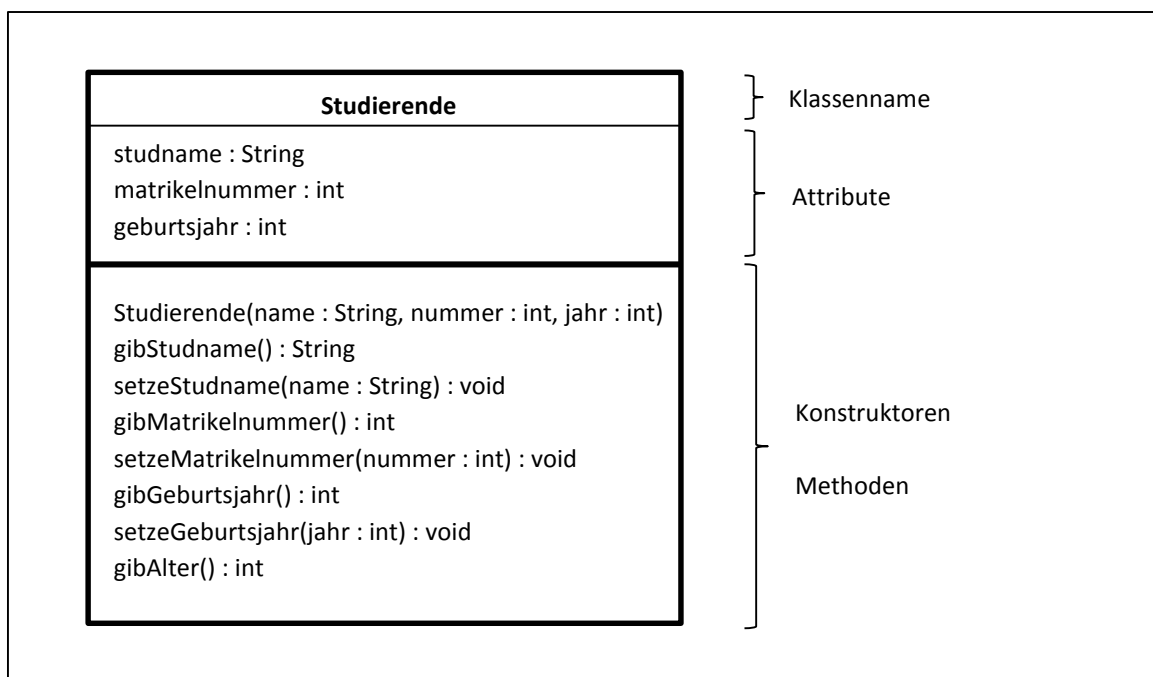 Studierende
studname : String
matrikelnummer : int
geburtsjahr : int
Studierende(name : String, nummer : int, jahr : int)
gibStudname() : String
setzeStudname(name : String) : void
gibMatrikelnummer() : int
setzeMatrikelnummer(nummer : int) : void
gibGeburtsjahr() : int
setzeGeburtsjahr(jahr : int) : void
gibAlter() : int
Klassenname
Attribute
Konstruktoren
Methoden